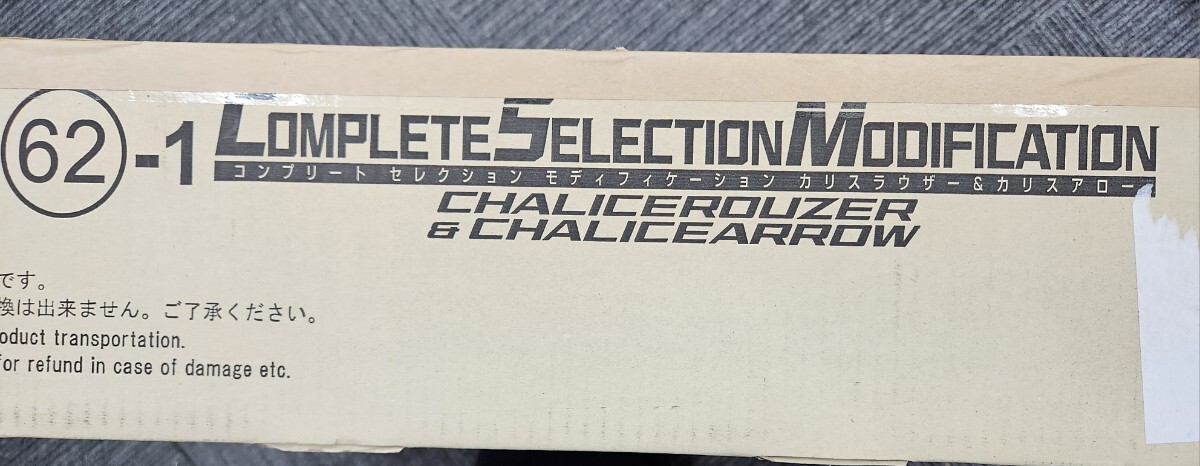 62-1
COMPLETE SELECTION MODIFICATION
コンプリート セレクション モディフィケーション カリスラウザー&カリスアロー
CHALICEROUZER
& CHALICEARROW
です。
換は出来ません。ご了承ください。
oduct transportation.
for refund in case of damage etc.